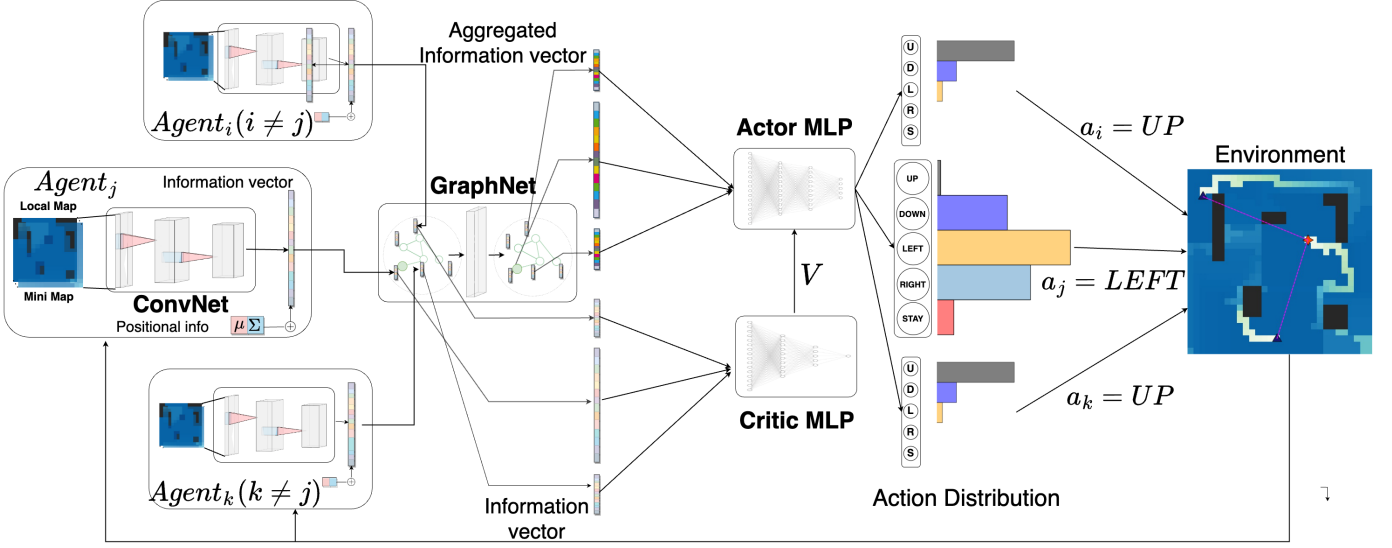 Agent_i(i ≠ j)
Agent_j
Local Map
Mini Map
Information vector
ConvNet
Positional info
μ Σ
Agent_k(k ≠ j)
Aggregated
Information vector
GraphNet
Information
vector
Actor MLP
V
Critic MLP
U
D
L
R
S
UP
DOWN
LEFT
RIGHT
STAY
U
D
L
R
S
Action Distribution
a_i = UP
a_j = LEFT
a_k = UP
Environment